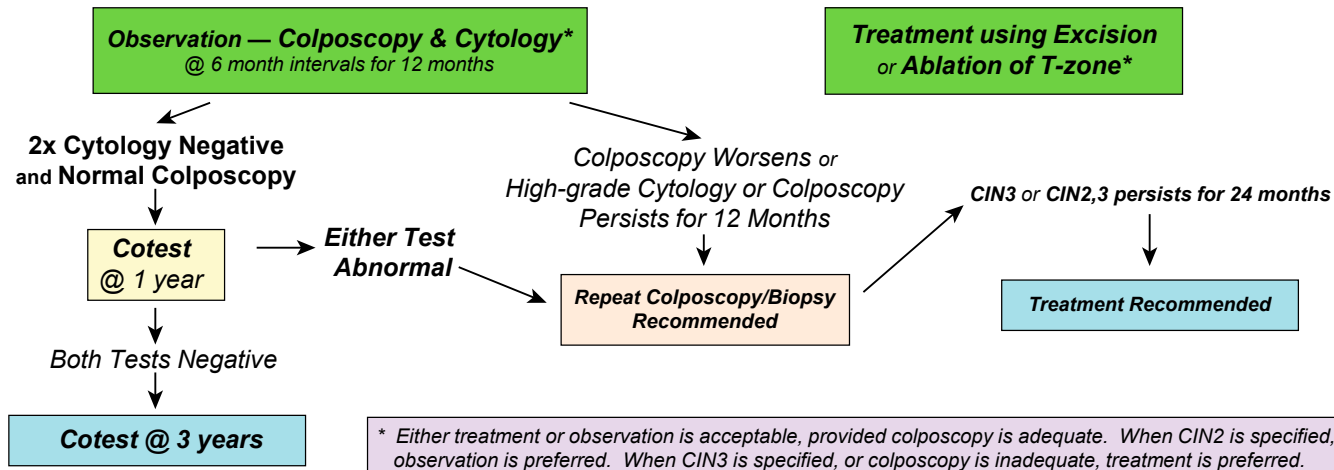 Observation — Colposcopy & Cytology*
@ 6 month intervals for 12 months
Treatment using Excision
or Ablation of T-zone*
2x Cytology Negative
and Normal Colposcopy
Colposcopy Worsens or
High-grade Cytology or Colposcopy
Persists for 12 Months
CIN3 or CIN2,3 persists for 24 months
Cotest
@ 1 year
Either Test
Abnormal
Repeat Colposcopy/Biopsy
Recommended
Treatment Recommended
Both Tests Negative
Cotest @ 3 years
* Either treatment or observation is acceptable, provided colposcopy is adequate. When CIN2 is specified,
observation is preferred. When CIN3 is specified, or colposcopy is inadequate, treatment is preferred.